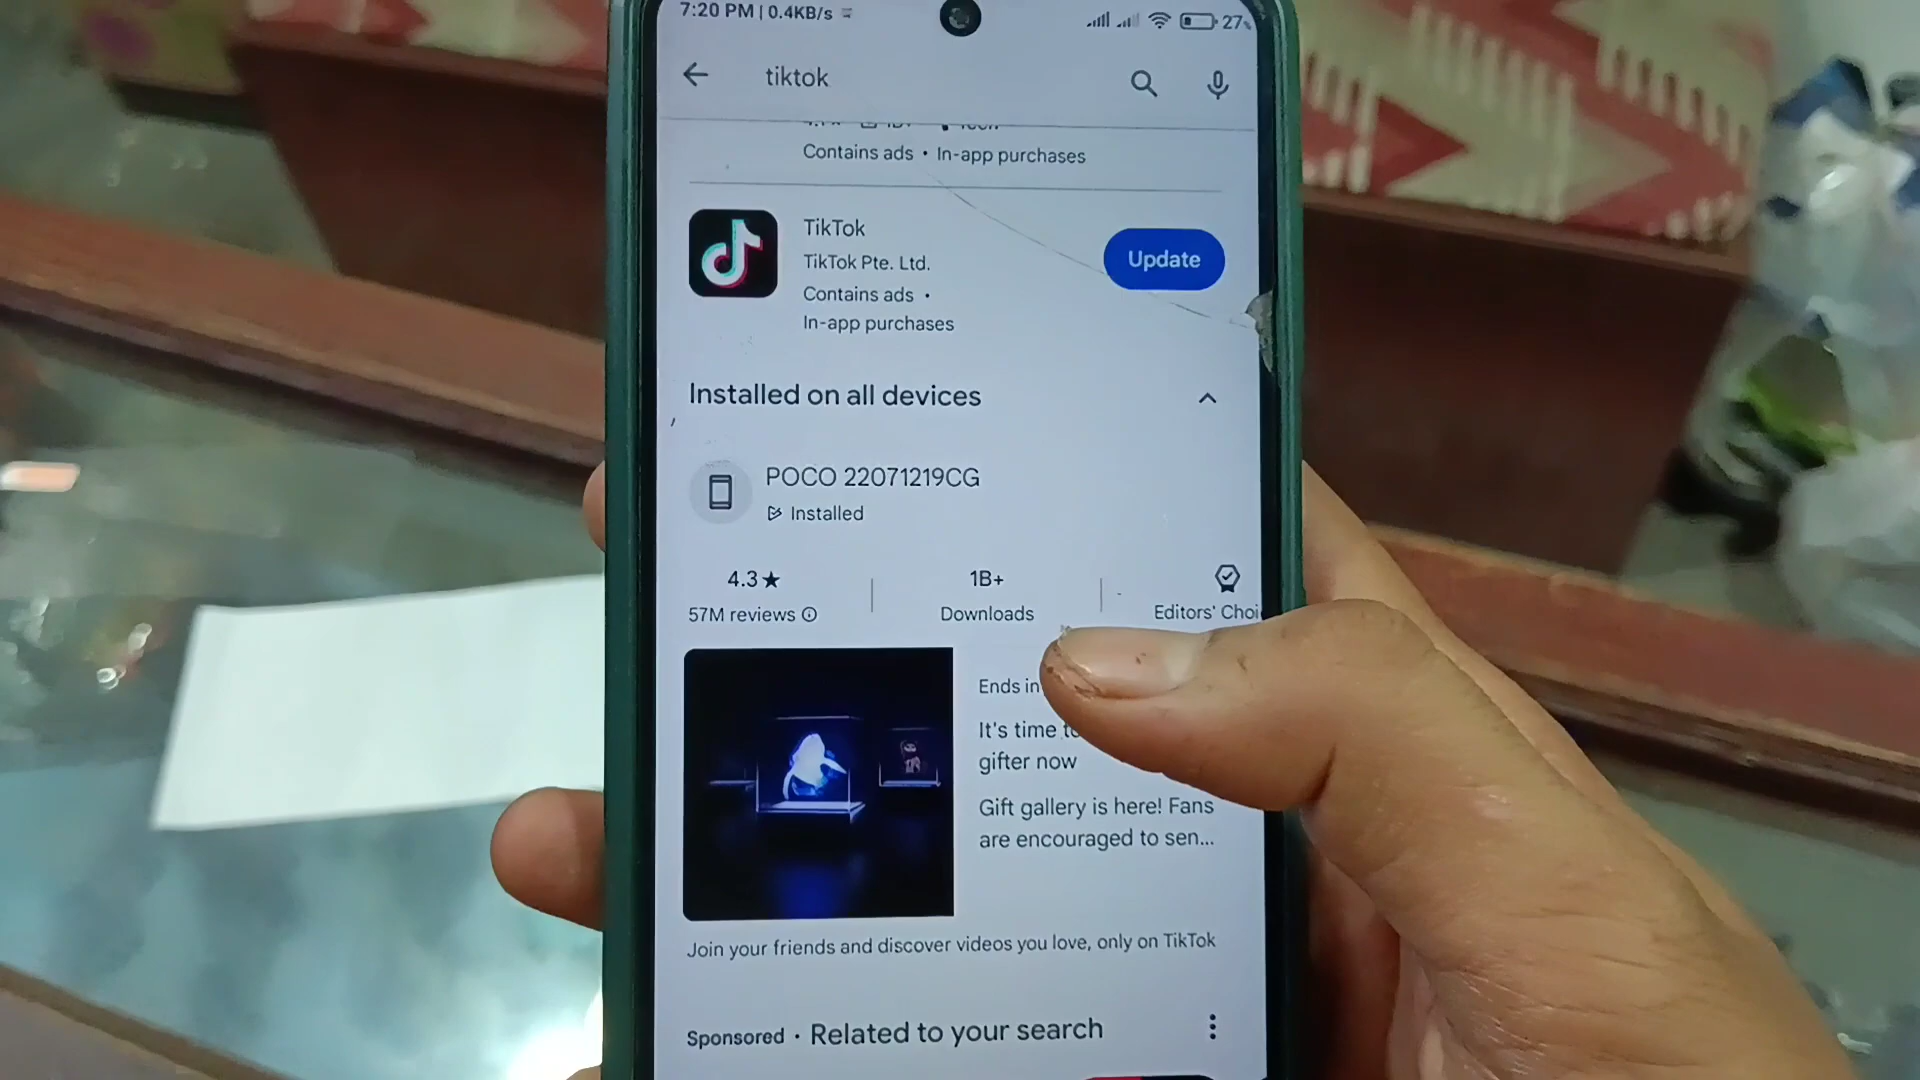 7:20 PM | 0.4KB/s
27
tiktok
Contains ads • In-app purchases
TikTok
TikTok Pte. Ltd.
Contains ads •
In-app purchases
Update
Installed on all devices
POCO 22071219CG
Installed
4.3★
57M reviews
1B+
Downloads
Editors' Choi
Ends in
It's time
gifter now
Gift gallery is here! Fans
are encouraged to sen...
Join your friends and discover videos you love, only on TikTok
Sponsored • Related to your search